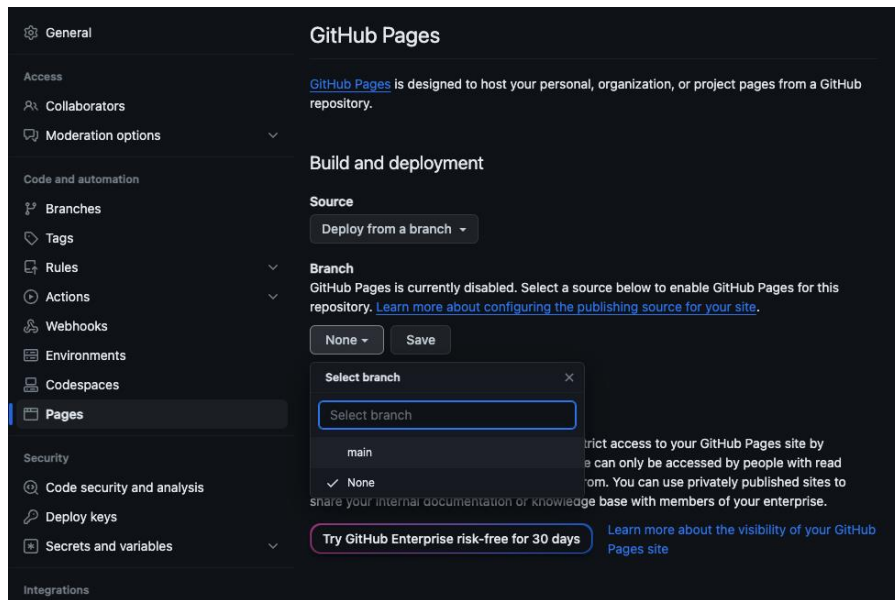 General
Access
Collaborators
Moderation options
Code and automation
Branches
Tags
Rules
Actions
Webhooks
Environments
Codespaces
Pages
Security
Code security and analysis
Deploy keys
Secrets and variables
Integrations
GitHub Pages
GitHub Pages is designed to host your personal, organization, or project pages from a GitHub
repository.
Build and deployment
Source
Deploy from a branch
Branch
GitHub Pages is currently disabled. Select a source below to enable GitHub Pages for this
repository. Learn more about configuring the publishing source for your site.
None
Save
Select branch
Select branch
main
None
access to your GitHub Pages site by
can only be accessed by people with read
You can use privately published sites to
share your internal documentation or knowledge base with members of your enterprise.
Try GitHub Enterprise risk-free for 30 days
Learn more about the visibility of your GitHub
Pages site